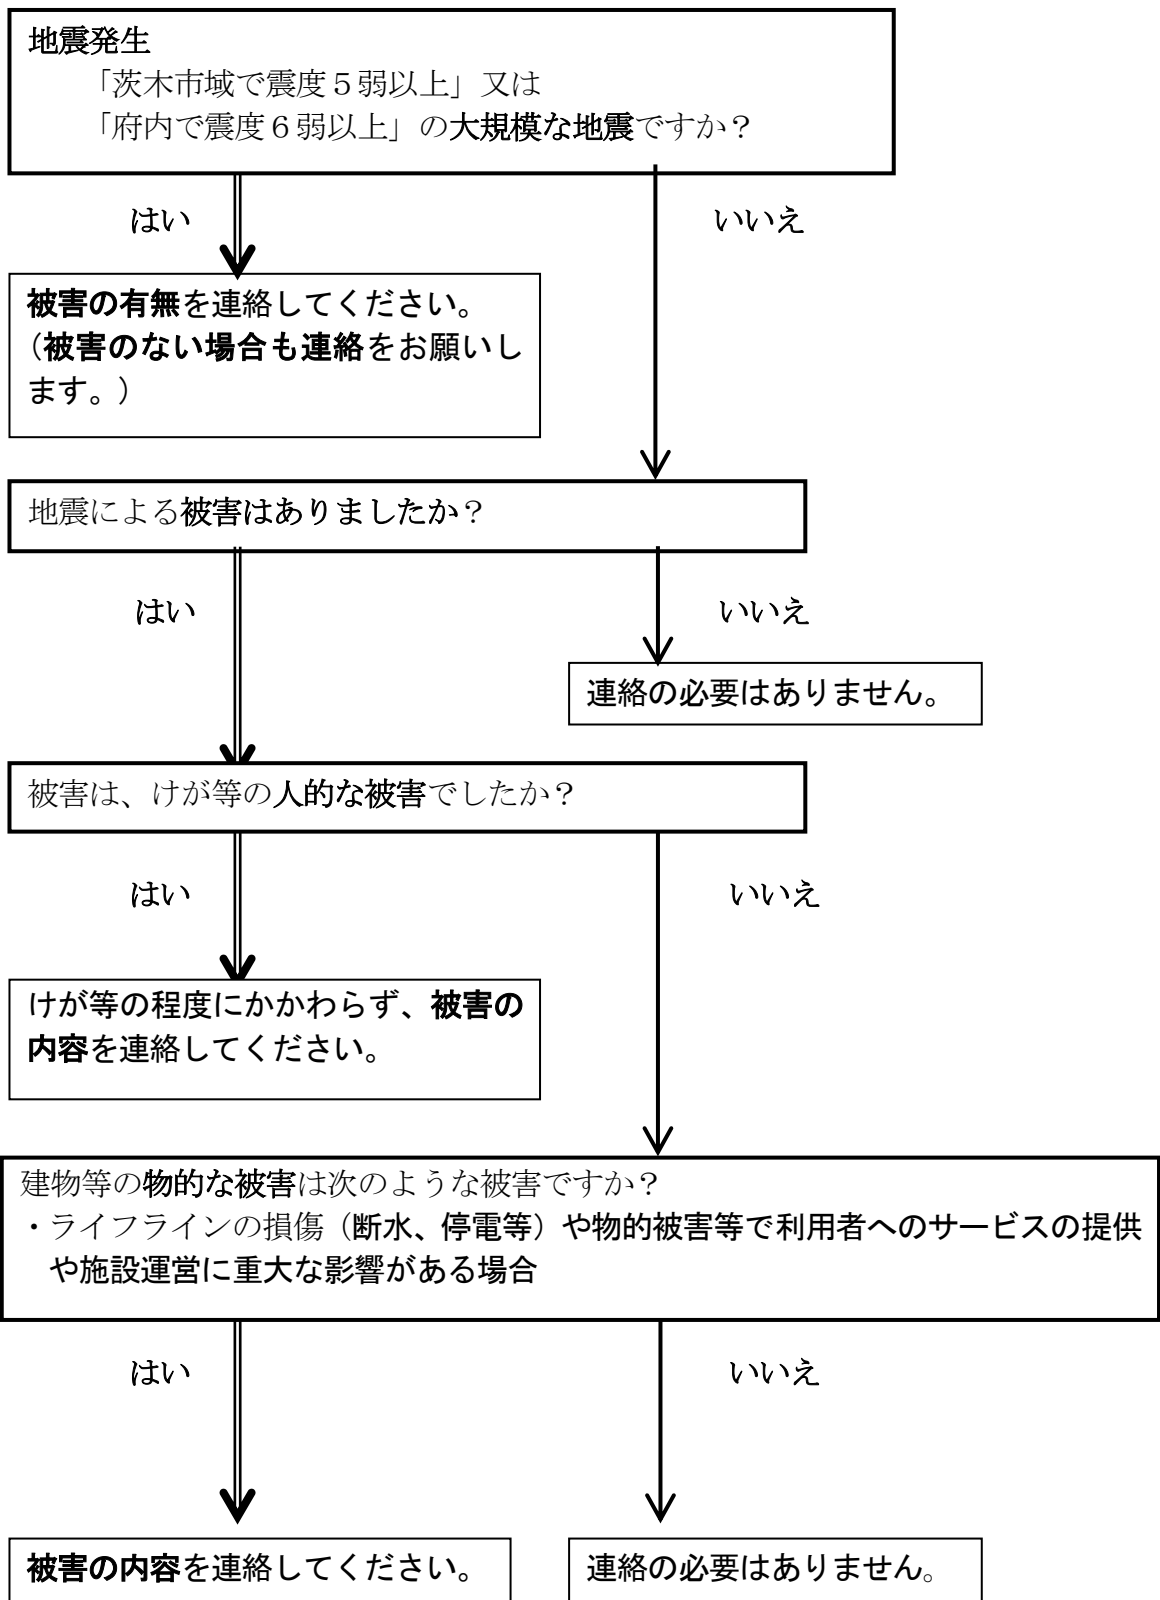 地震発生
「茨木市域で震度５弱以上」又は
「府内で震度６弱以上」の大規模な地震ですか？
はい
いいえ
被害の有無を連絡してください。
（被害のない場合も連絡をお願いし
ます。）
地震による被害はありましたか？
はい
いいえ
連絡の必要はありません。
被害は、けが等の人的な被害でしたか？
はい
いいえ
けが等の程度にかかわらず、被害の
内容を連絡してください。
建物等の物的な被害は次のような被害ですか？
・ライフラインの損傷（断水、停電等）や物的被害等で利用者へのサービスの提供
や施設運営に重大な影響がある場合
はい
いいえ
被害の内容を連絡してください。
連絡の必要はありません。